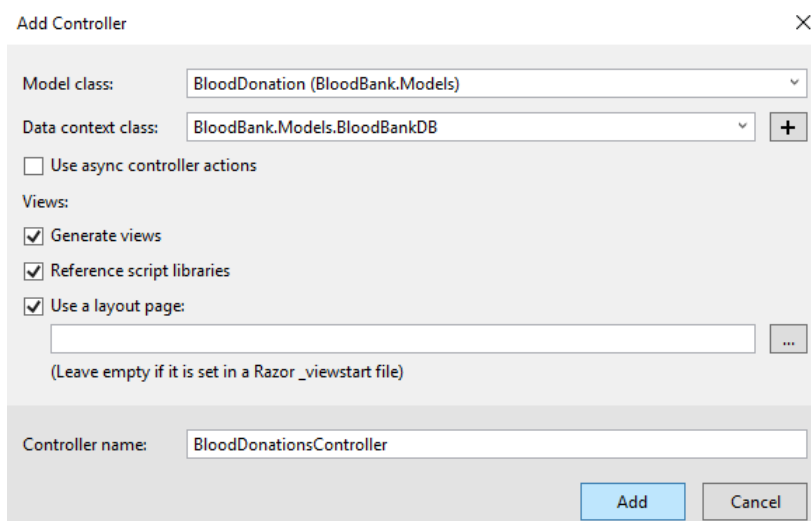 Add Controller
Model class: BloodDonation (BloodBank.Models)
Data context class: BloodBank.Models.BloodBankDB +
Use async controller actions
Views:
Generate views
Reference script libraries
Use a layout page:
...
(Leave empty if it is set in a Razor _viewstart file)
Controller name: BloodDonationsController
Add Cancel